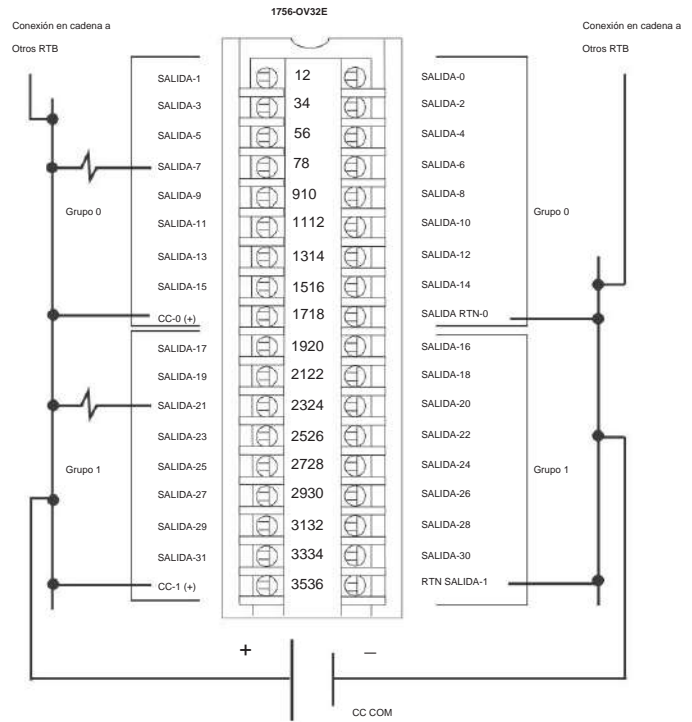 1756-OV32E
Conexión en cadena a
Otros RTB
Conexión en cadena a
Otros RTB
SALIDA-1 12 SALIDA-0
SALIDA-3 34 SALIDA-2
SALIDA-5 56 SALIDA-4
SALIDA-7 78 SALIDA-6
SALIDA-9 910 SALIDA-8
Grupo 0 Grupo 0
SALIDA-11 1112 SALIDA-10
SALIDA-13 1314 SALIDA-12
SALIDA-15 1516 SALIDA-14
CC-0 (+) 1718 SALIDA RTN-0
SALIDA-17 1920 SALIDA-16
SALIDA-19 2122 SALIDA-18
SALIDA-21 2324 SALIDA-20
SALIDA-23 2526 SALIDA-22
SALIDA-25 2728 SALIDA-24
Grupo 1 Grupo 1
SALIDA-27 2930 SALIDA-26
SALIDA-29 3132 SALIDA-28
SALIDA-31 3334 SALIDA-30
CC-1 (+) 3536 RTN SALIDA-1
+ –
CC COM